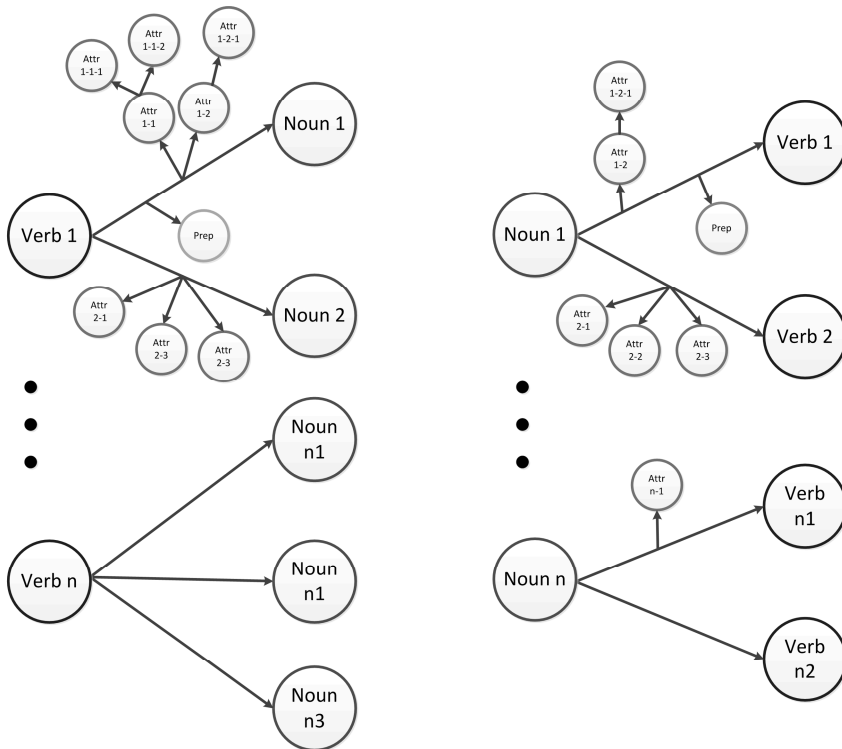 Attr
1-1-1
Attr
1-1-2
Attr
1-2-1
Attr
1-1
Attr
1-2
Noun 1
Verb 1
Prep
Attr
2-1
Attr
2-3
Attr
2-3
Noun 2
Noun
n1
Verb n
Noun
n1
Noun
n3
Attr
1-2-1
Attr
1-2
Verb 1
Noun 1
Prep
Attr
2-1
Attr
2-2
Attr
2-3
Verb 2
Attr
n-1
Verb
n1
Noun n
Verb
n2